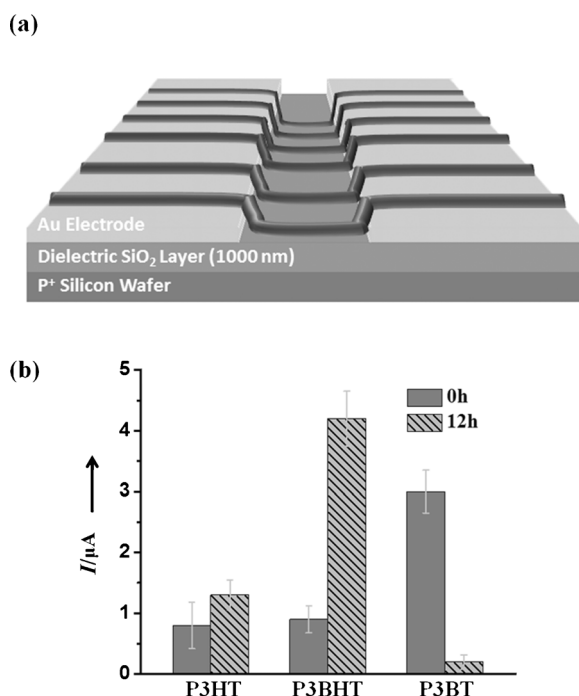 (a)
Au Electrode
Dielectric SiO₂ Layer (1000 nm)
P⁺ Silicon Wafer
(b)
5
4
3
2
1
0
I/μA
0h
12h
P3HT P3BHT P3BT